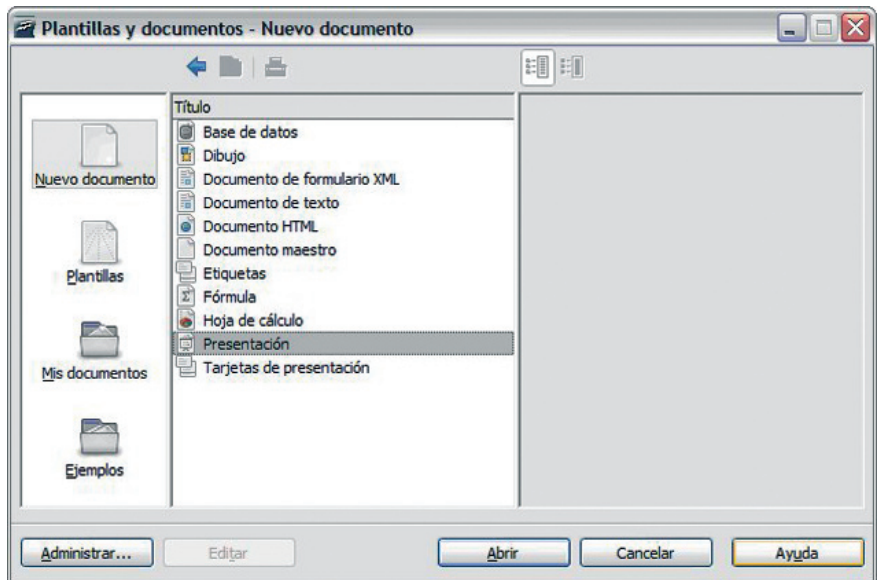 Plantillas y documentos - Nuevo documento
Título
Nuevo documento
Plantillas
Mis documentos
Ejemplos
Base de datos
Dibujo
Documento de formulario XML
Documento de texto
Documento HTML
Documento maestro
Etiquetas
Fórmula
Hoja de cálculo
Presentación
Tarjetas de presentación
Administrar...
Editar
Abrir
Cancelar
Ayuda